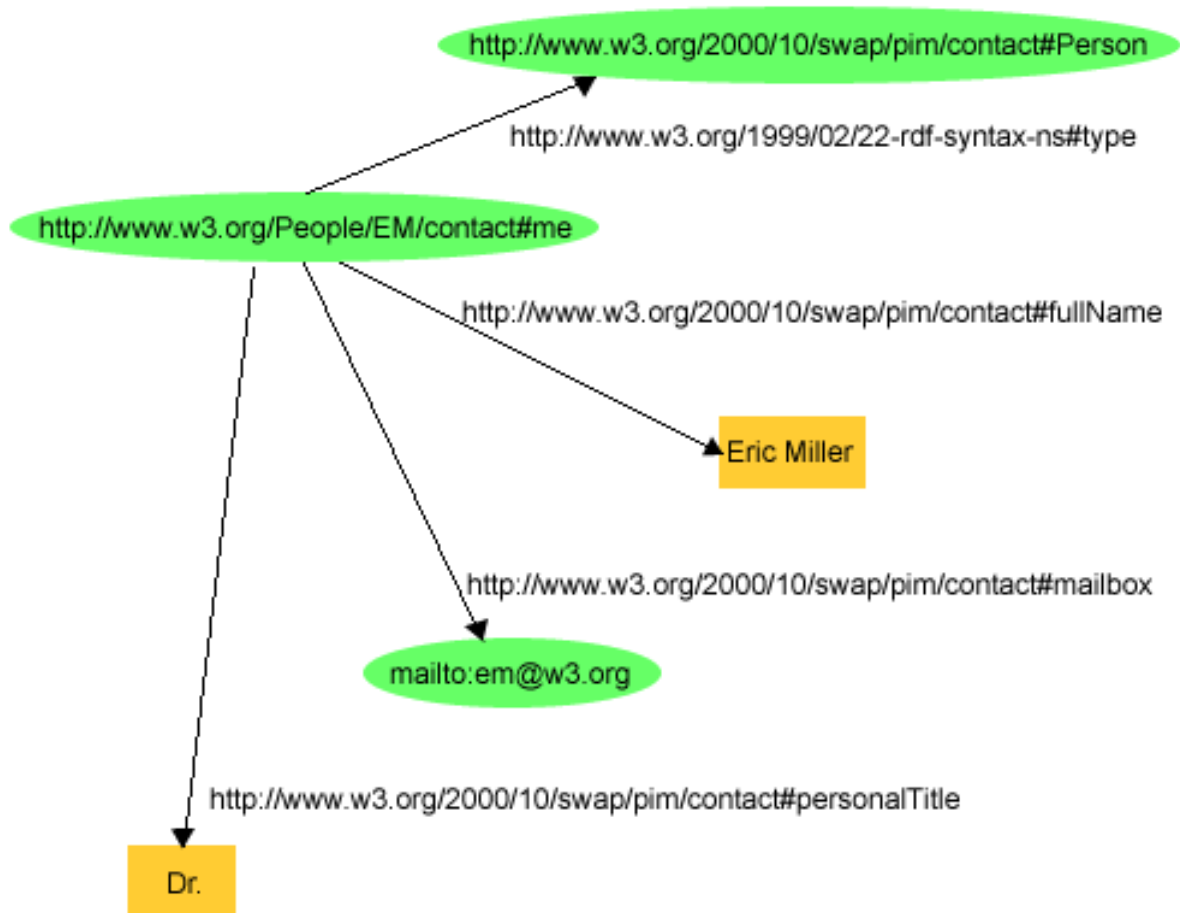 http://www.w3.org/2000/10/swap/pim/contact#Person
http://www.w3.org/1999/02/22-rdf-syntax-ns#type
http://www.w3.org/People/EM/contact#me
http://www.w3.org/2000/10/swap/pim/contact#fullName
Eric Miller
http://www.w3.org/2000/10/swap/pim/contact#mailbox
mailto:em@w3.org
http://www.w3.org/2000/10/swap/pim/contact#personalTitle
Dr.